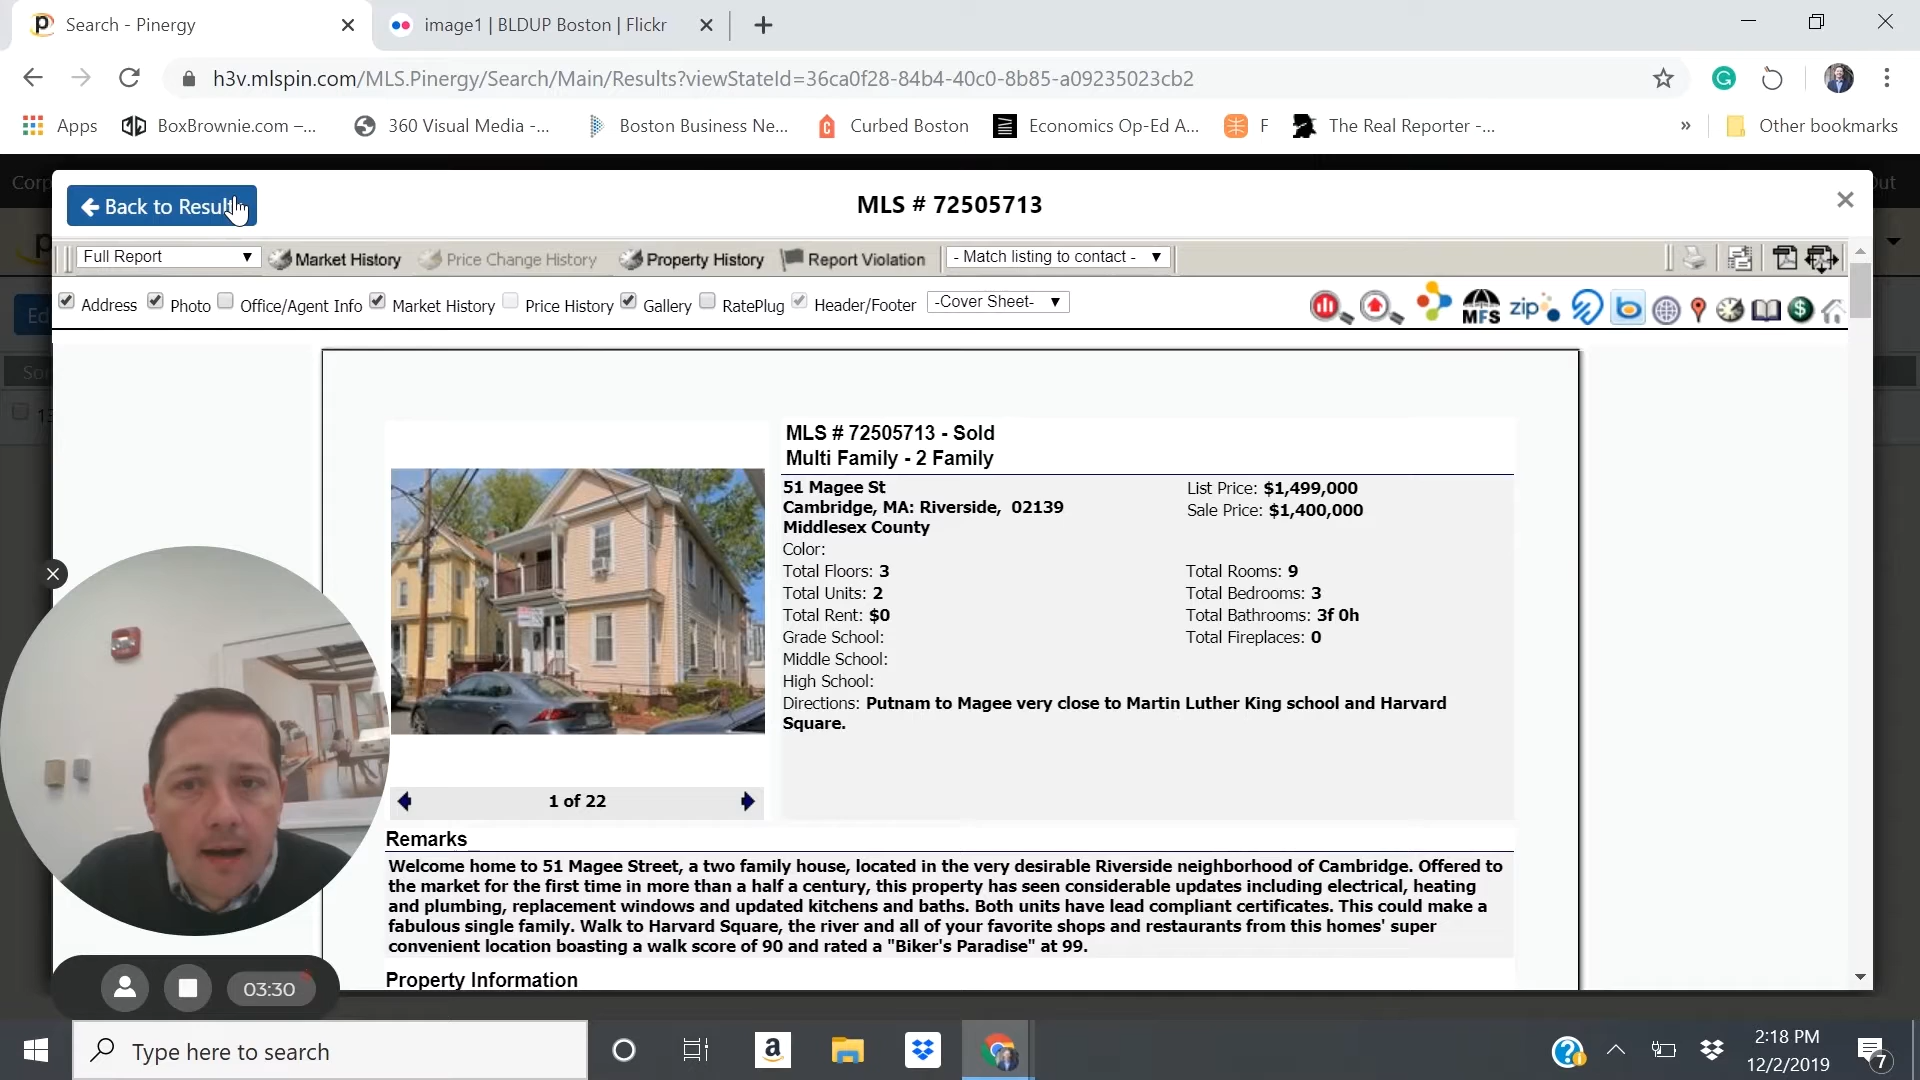 Search - Pinergy
image1 | BLDUP Boston | Flickr
h3v.mlspin.com/MLS.Pinergy/Search/Main/Results?viewStateId=36ca0f28-84b4-40c0-8b85-a09235023cb2
Apps
BoxBrownie.com –...
360 Visual Media -...
Boston Business Ne...
Curbed Boston
Economics Op-Ed A...
F
The Real Reporter -...
»
Other bookmarks
Back to Result
MLS # 72505713
Full Report
Market History
Price Change History
Property History
Report Violation
- Match listing to contact -
Address
Photo
Office/Agent Info
Market History
Price History
Gallery
RatePlug
Header/Footer
-Cover Sheet-
MFS
zip
MLS # 72505713 - Sold
Multi Family - 2 Family
51 Magee St
Cambridge, MA: Riverside, 02139
Middlesex County
Color:
Total Floors: 3
Total Units: 2
Total Rent: $0
Grade School:
Middle School:
High School:
List Price: $1,499,000
Sale Price: $1,400,000
Total Rooms: 9
Total Bedrooms: 3
Total Bathrooms: 3f 0h
Total Fireplaces: 0
Directions: Putnam to Magee very close to Martin Luther King school and Harvard
Square.
1 of 22
Remarks
Welcome home to 51 Magee Street, a two family house, located in the very desirable Riverside neighborhood of Cambridge. Offered to
the market for the first time in more than a half a century, this property has seen considerable updates including electrical, heating
and plumbing, replacement windows and updated kitchens and baths. Both units have lead compliant certificates. This could make a
fabulous single family. Walk to Harvard Square, the river and all of your favorite shops and restaurants from this homes' super
convenient location boasting a walk score of 90 and rated a "Biker's Paradise" at 99.
Property Information
03:30
Type here to search
2:18 PM
12/2/2019
7